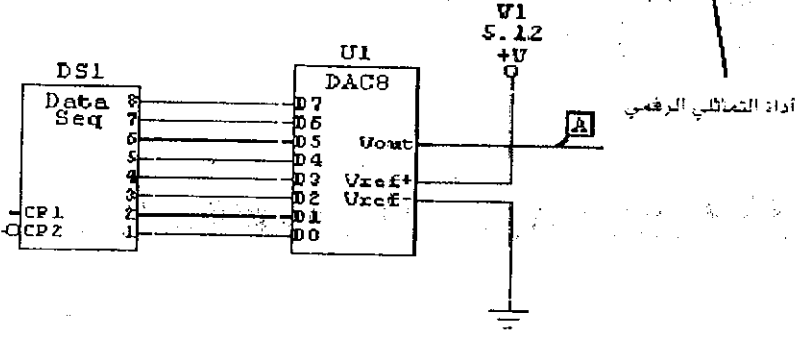 V1
5.12
+V
U1
DS1
DAC8
Data
Seq
8
7
6
5
4
3
2
1
CP1
CP2
D7
D6
D5
D4
D3
D2
D1
D0
Vout
Vref+
Vref-
A
أداة التماثلي الرقمي